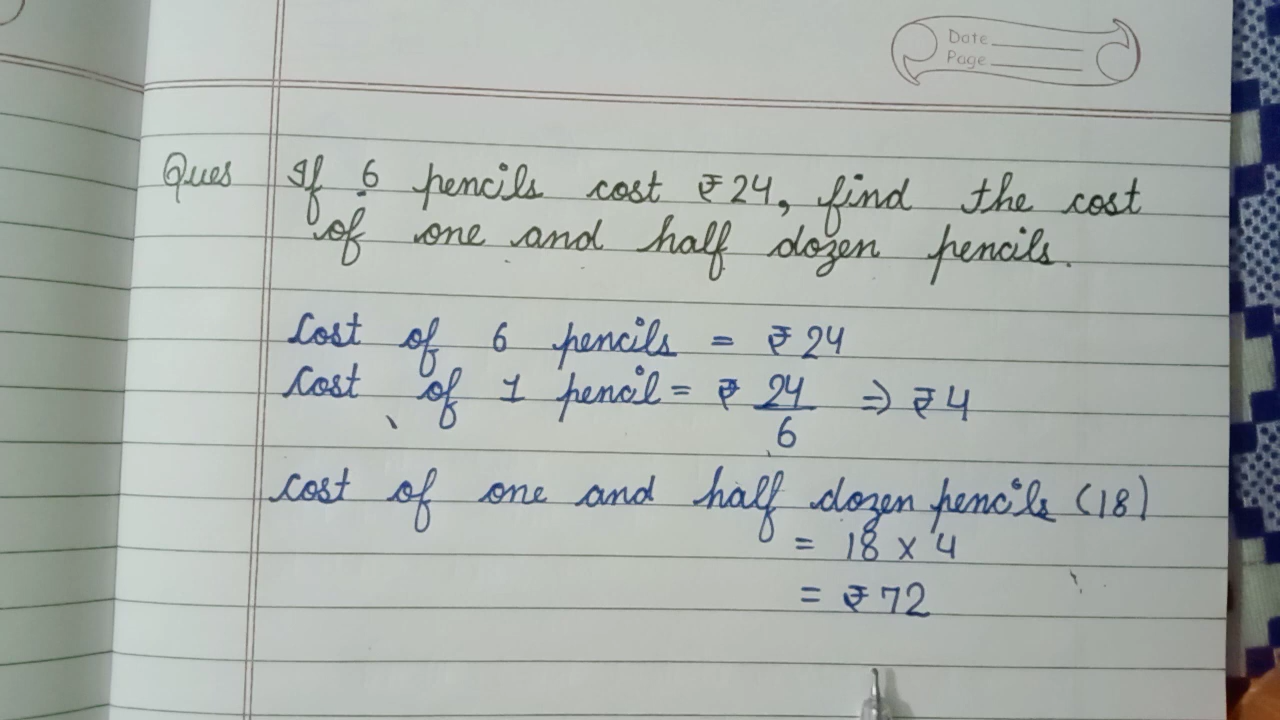 Date
Page
Ques If 6 pencils cost ₹24, find the cost
of one and half dozen pencils.
Cost of 6 pencils = ₹24
Cost of 1 pencil = ₹ 24/6 ⇒ ₹4
Cost of one and half dozen pencils (18)
= 18 × 4
= ₹72